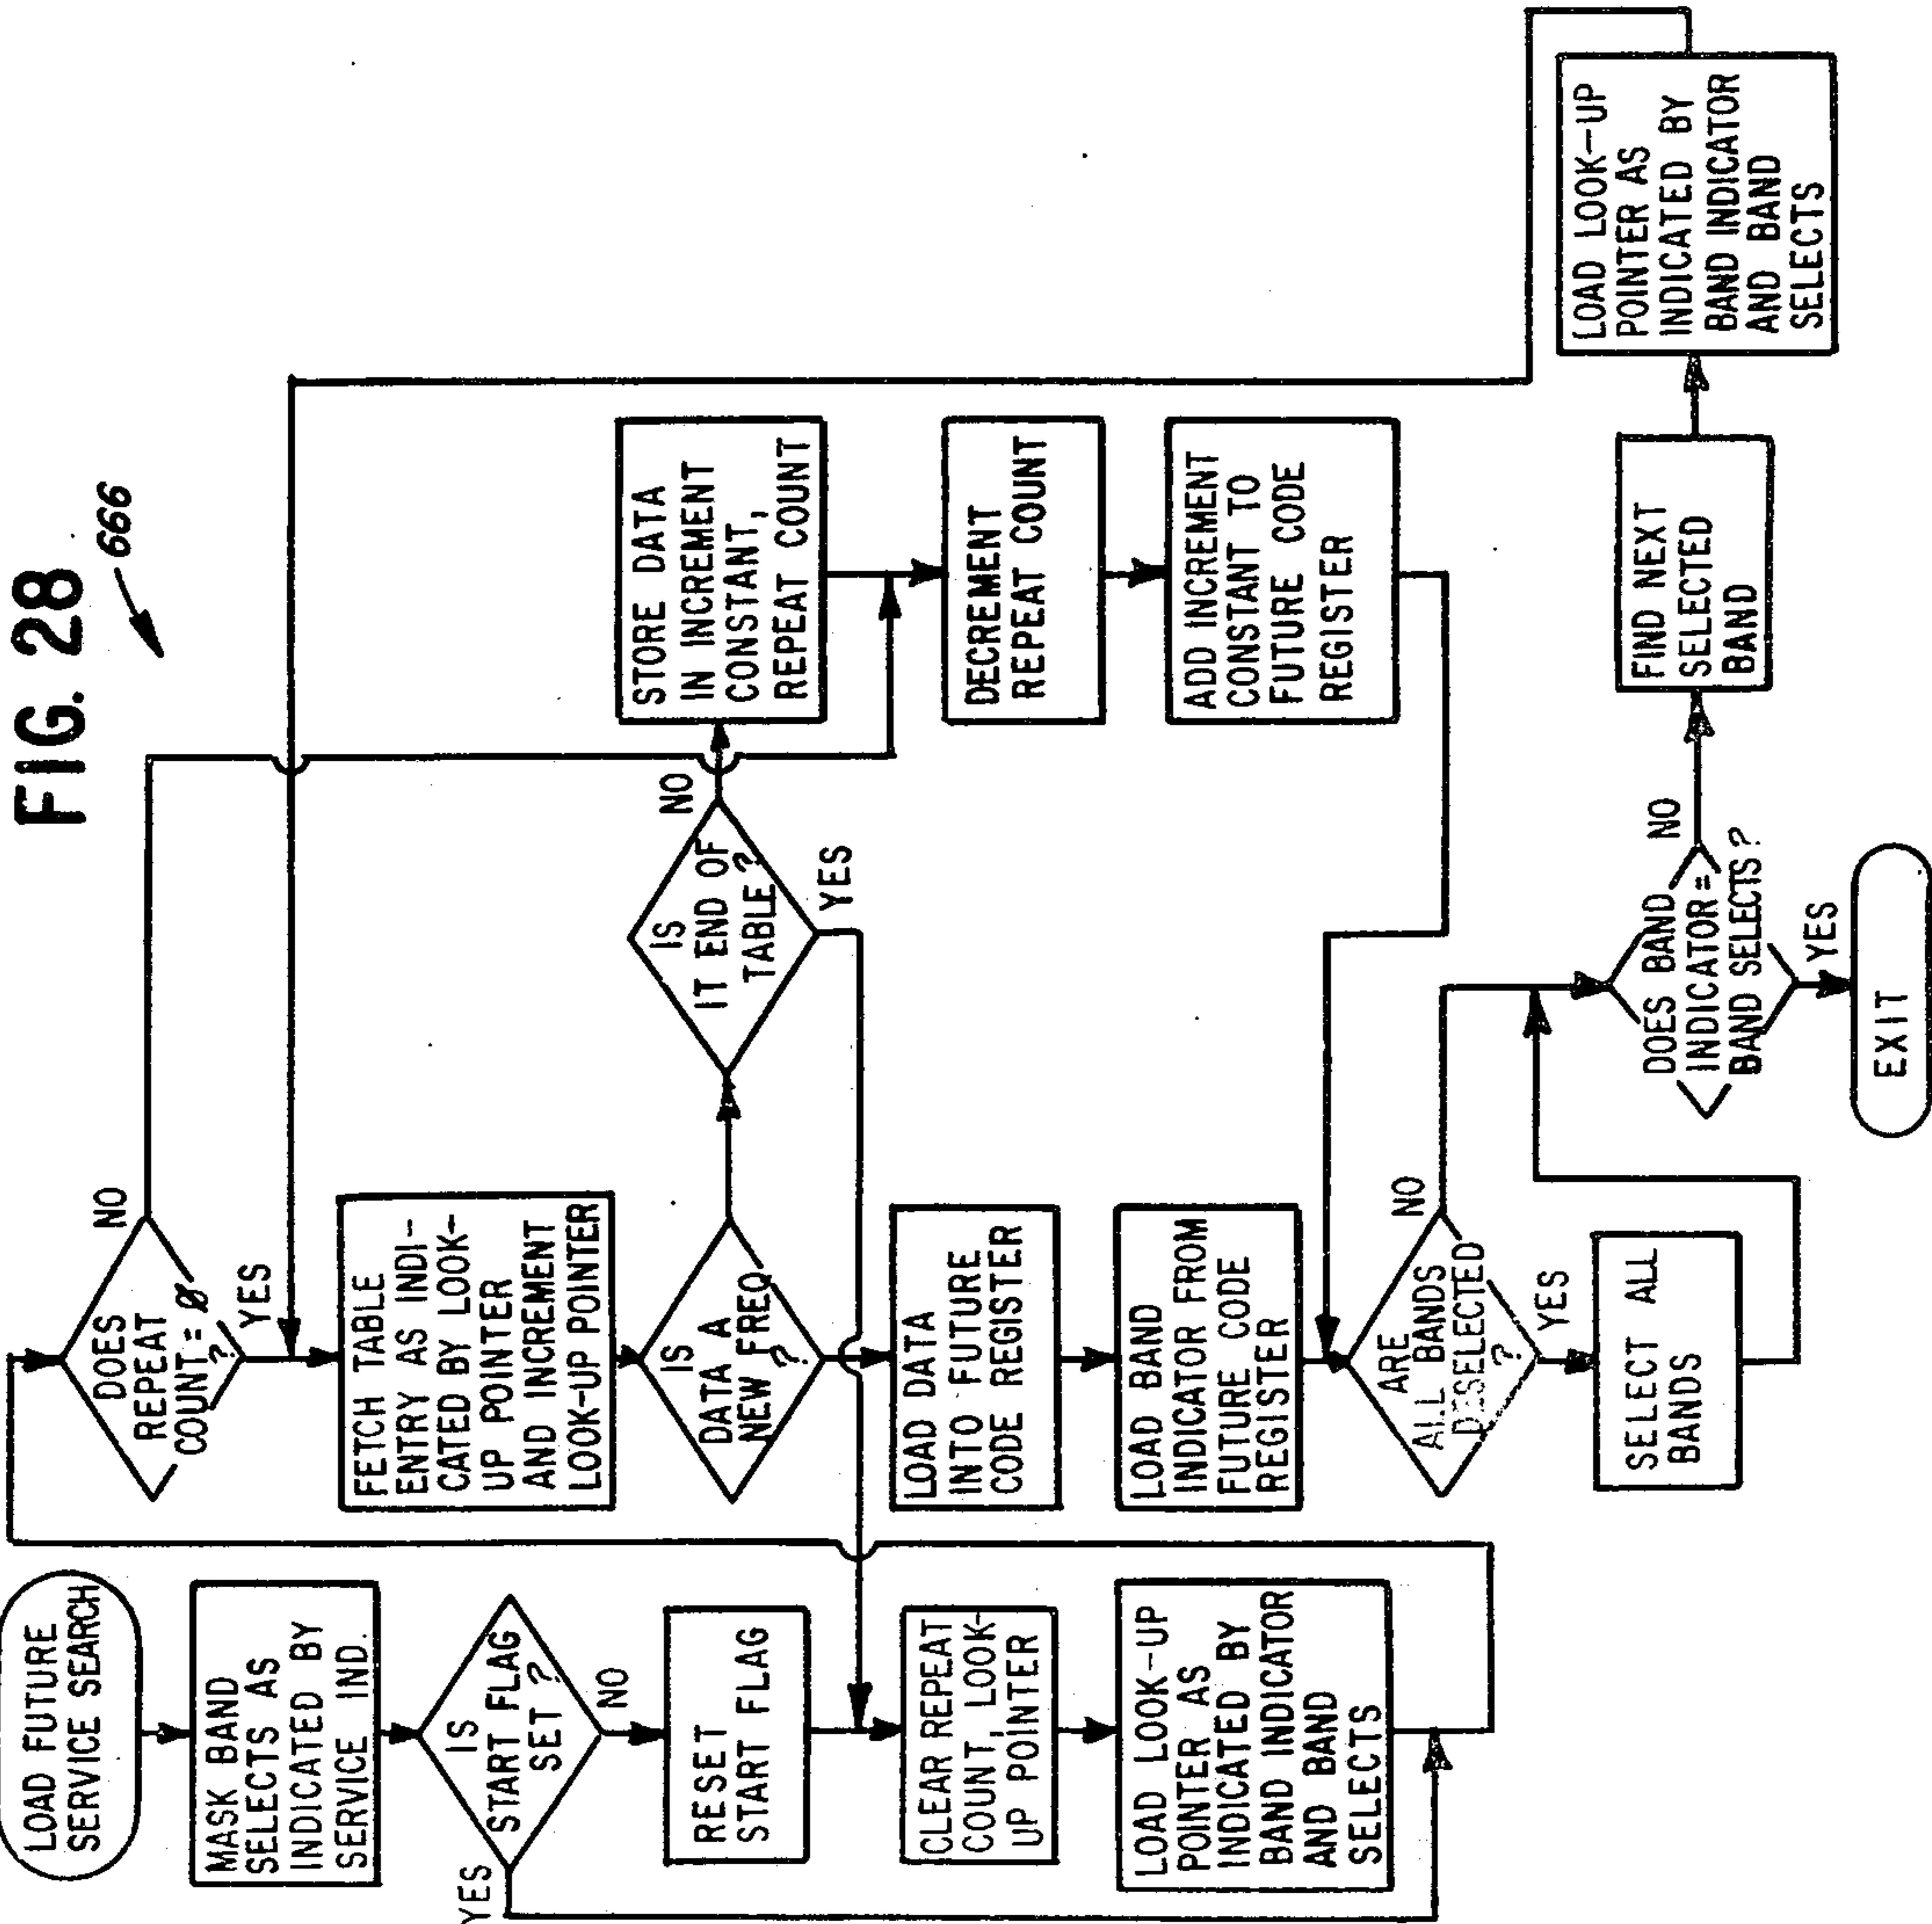 FIG. 28
666
LOAD FUTURE
SERVICE SEARCH
MASK BAND
SELECTS AS
INDICATED BY
SERVICE IND.
IS
START FLAG
SET ?
YES
NO
RESET
START FLAG
CLEAR REPEAT
COUNT, LOOK-
UP POINTER
LOAD LOOK-UP
POINTER AS
INDICATED BY
BAND INDICATOR
AND BAND
SELECTS
DOES
REPEAT
COUNT = Ø
?
NO
YES
FETCH TABLE
ENTRY AS INDI-
CATED BY LOOK-
UP POINTER
AND INCREMENT
LOOK-UP POINTER
IS
DATA A
NEW FREQ
?
LOAD DATA
INTO FUTURE
CODE REGISTER
LOAD BAND
INDICATOR FROM
FUTURE CODE
REGISTER
ARE
ALL BANDS
DESELECTED
?
NO
YES
SELECT ALL
BANDS
IS
IT END OF
TABLE ?
NO
YES
STORE DATA
IN INCREMENT
CONSTANT,
REPEAT COUNT
DECREMENT
REPEAT COUNT
ADD INCREMENT
CONSTANT TO
FUTURE CODE
REGISTER
DOES BAND
INDICATOR =
BAND SELECTS ?
NO
YES
EXIT
FIND NEXT
SELECTED
BAND
LOAD LOOK-UP
POINTER AS
INDICATED BY
BAND INDICATOR
AND BAND
SELECTS